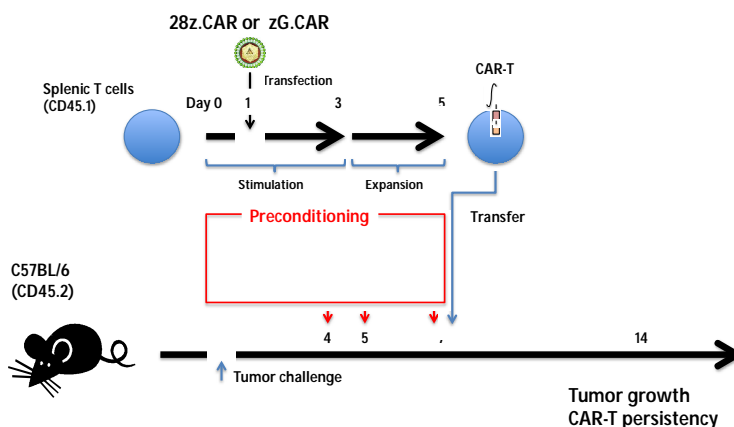 28z.CAR or zG.CAR
Transfection
CAR-T
Splenic T cells
(CD45.1)
Day 0 1 3 5
Stimulation
Expansion
Preconditioning
Transfer
C57BL/6
(CD45.2)
4 5 14
Tumor challenge
Tumor growth
CAR-T persistency